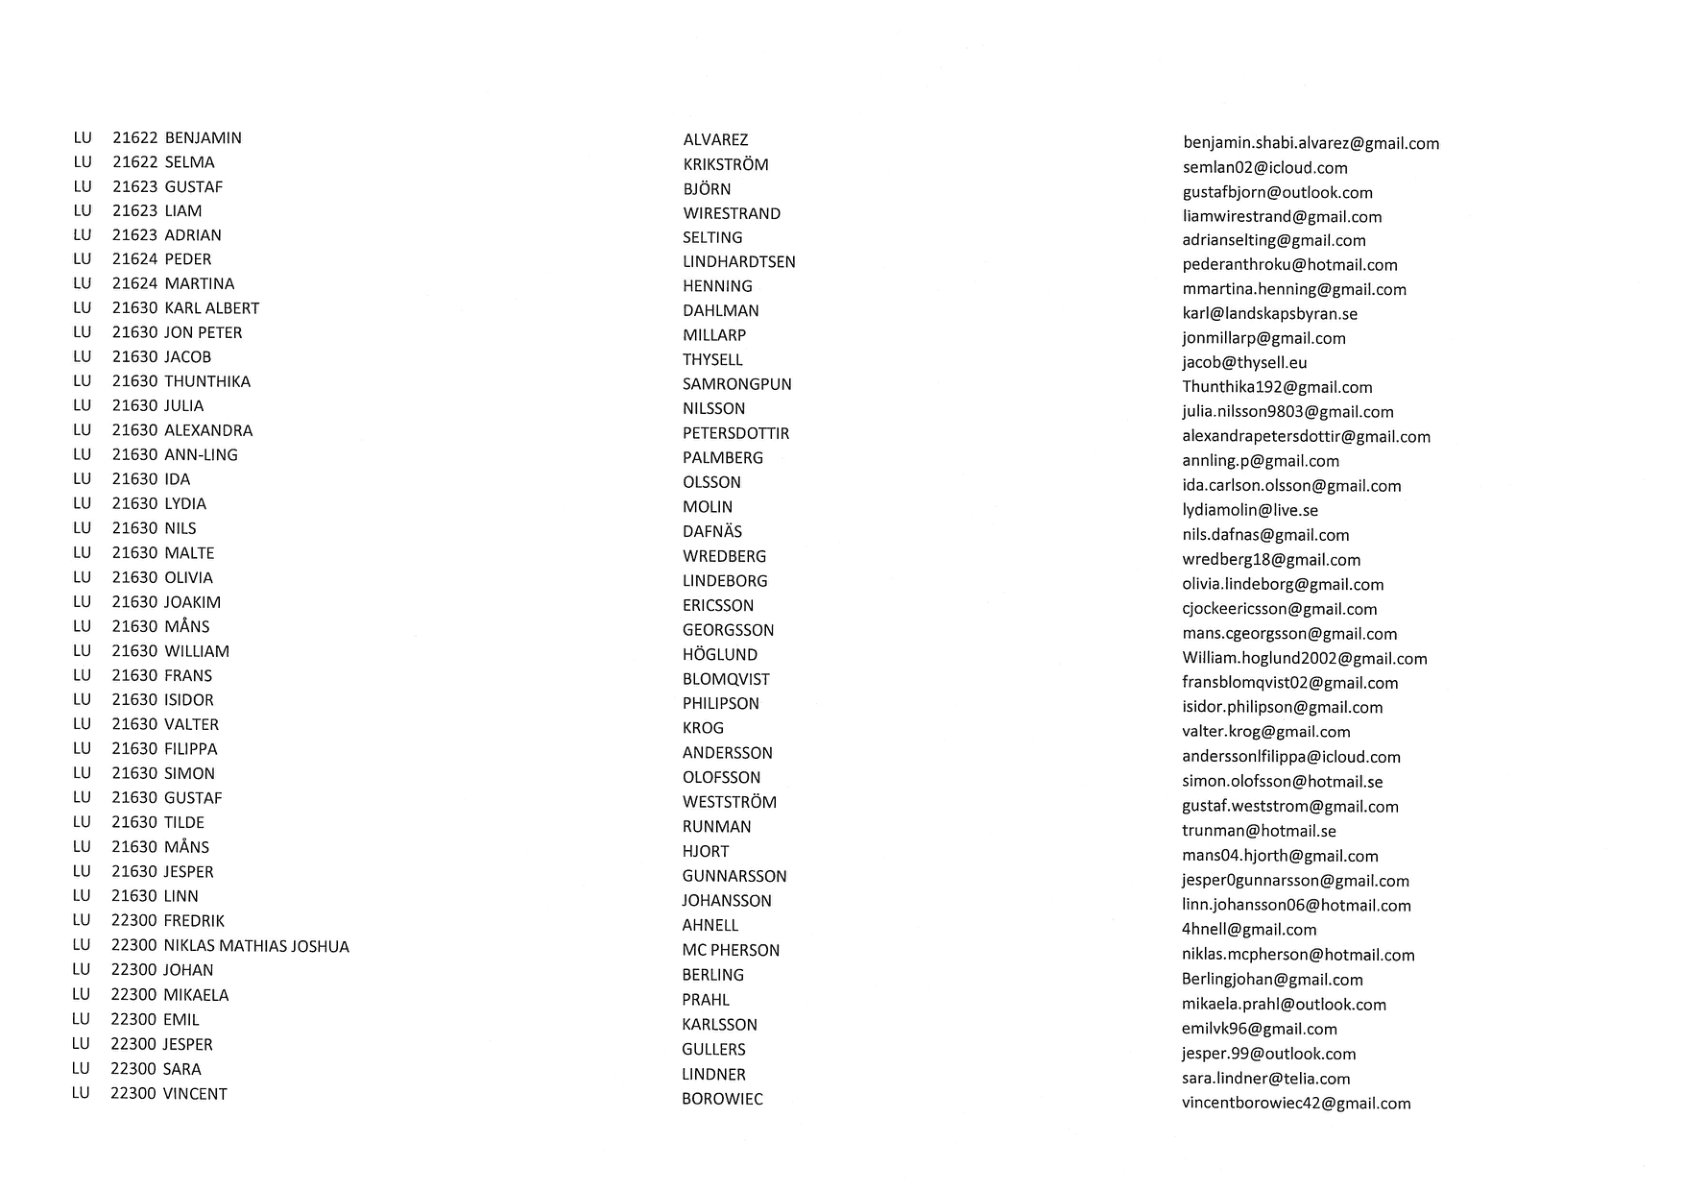 LU 21622 BENJAMIN ALVAREZ benjamin.shabi.alvarez@gmail.com
LU 21622 SELMA KRIKSTRÖM semlan02@icloud.com
LU 21623 GUSTAF BJÖRN gustafbjorn@outlook.com
LU 21623 LIAM WIRESTRAND liamwirestrand@gmail.com
LU 21623 ADRIAN SELTING adrianselting@gmail.com
LU 21624 PEDER LINDHARDTSEN pederanthroku@hotmail.com
LU 21624 MARTINA HENNING mmartina.henning@gmail.com
LU 21630 KARL ALBERT DAHLMAN karl@landskapsbyran.se
LU 21630 JON PETER MILLARP jonmillarp@gmail.com
LU 21630 JACOB THYSELL jacob@thysell.eu
LU 21630 THUNTHIKA SAMRONGPUN Thunthika192@gmail.com
LU 21630 JULIA NILSSON julia.nilsson9803@gmail.com
LU 21630 ALEXANDRA PETERSDOTTIR alexandrapetersdottir@gmail.com
LU 21630 ANN-LING PALMBERG annling.p@gmail.com
LU 21630 IDA OLSSON ida.carlson.olsson@gmail.com
LU 21630 LYDIA MOLIN lydiamolin@live.se
LU 21630 NILS DAFNÄS nils.dafnas@gmail.com
LU 21630 MALTE WREDBERG wredberg18@gmail.com
LU 21630 OLIVIA LINDEBORG olivia.lindeborg@gmail.com
LU 21630 JOAKIM ERICSSON cjockeericsson@gmail.com
LU 21630 MÅNS GEORGSSON mans.cgeorgsson@gmail.com
LU 21630 WILLIAM HÖGLUND William.hoglund2002@gmail.com
LU 21630 FRANS BLOMQVIST fransblomqvist02@gmail.com
LU 21630 ISIDOR PHILIPSON isidor.philipson@gmail.com
LU 21630 VALTER KROG valter.krog@gmail.com
LU 21630 FILIPPA ANDERSSON anderssonlfilippa@icloud.com
LU 21630 SIMON OLOFSSON simon.olofsson@hotmail.se
LU 21630 GUSTAF WESTSTRÖM gustaf.weststrom@gmail.com
LU 21630 TILDE RUNMAN trunman@hotmail.se
LU 21630 MÅNS HJORT mans04.hjorth@gmail.com
LU 21630 JESPER GUNNARSSON jesper0gunnarsson@gmail.com
LU 21630 LINN JOHANSSON linn.johansson06@hotmail.com
LU 22300 FREDRIK AHNELL 4hnell@gmail.com
LU 22300 NIKLAS MATHIAS JOSHUA MC PHERSON niklas.mcpherson@hotmail.com
LU 22300 JOHAN BERLING Berlingjohan@gmail.com
LU 22300 MIKAELA PRAHL mikaela.prahl@outlook.com
LU 22300 EMIL KARLSSON emilvk96@gmail.com
LU 22300 JESPER GULLERS jesper.99@outlook.com
LU 22300 SARA LINDNER sara.lindner@telia.com
LU 22300 VINCENT BOROWIEC vincentborowiec42@gmail.com